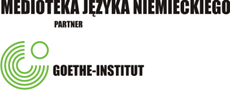 MEDIOTEKA JĘZYKA NIEMIECKIEGO
PARTNER
GOETHE-INSTITUT